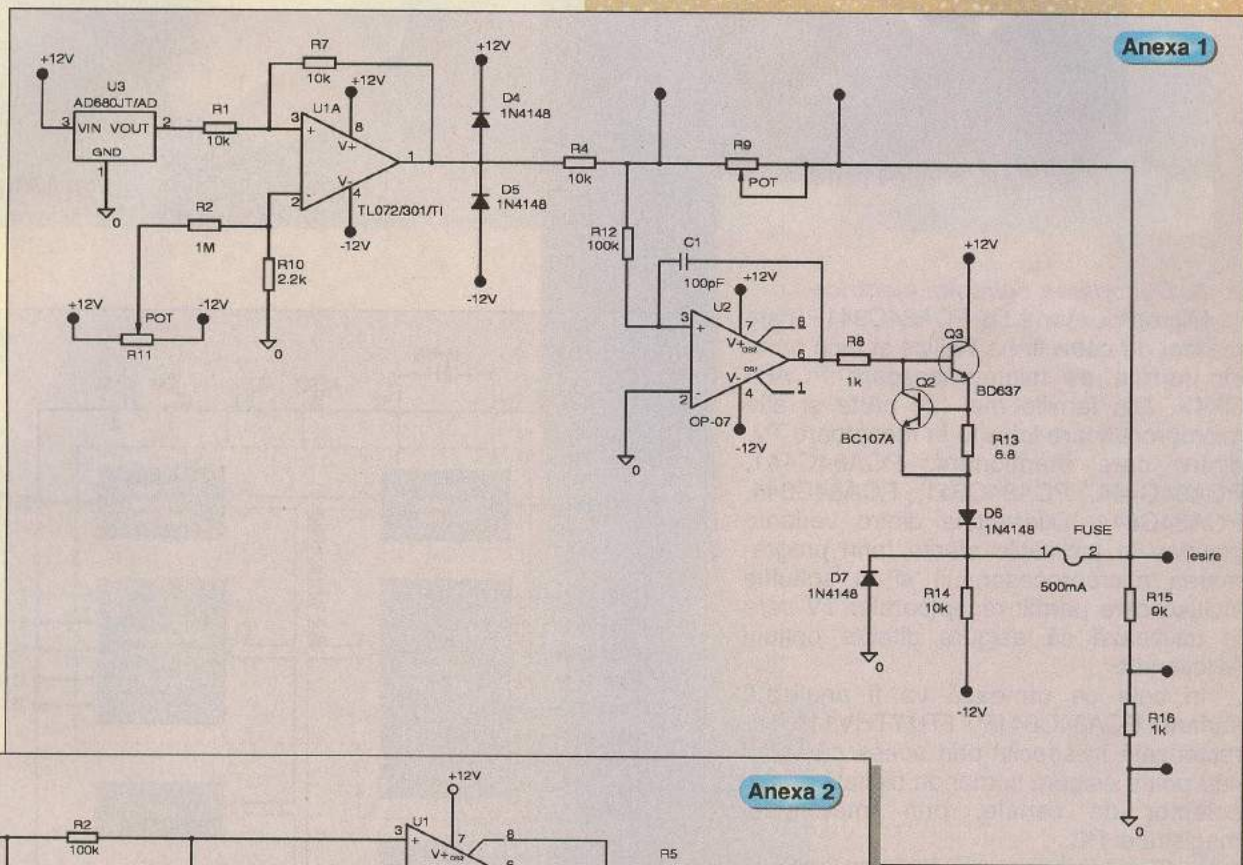 Anexa 1
+12V
U3
AD680JT/AD
3 VIN VOUT 2
GND
1
0
R1
10k
R7
10k
+12V
U1A
3 +
8
V+
1
V-
4
2 -
TL072/301/TI
-12V
R2
1M
R10
2.2k
0
+12V
-12V
POT
R11
+12V
D4
1N4148
D5
1N4148
-12V
R4
10k
R9
POT
R12
100k
C1
100pF
+12V
U2
3 +
7
V+
OS2
8
6
OS1
1
V-
4
2 -
OP-07
-12V
0
R8
1k
+12V
Q3
BD637
Q2
BC107A
R13
6.8
D6
1N4148
FUSE
1 2
500mA
Iesire
D7
1N4148
0
R14
10k
-12V
R15
9k
R16
1k
0
Anexa 2
R2
100k
+12V
U1
3 +
7
V+
OS2
8
6
R5